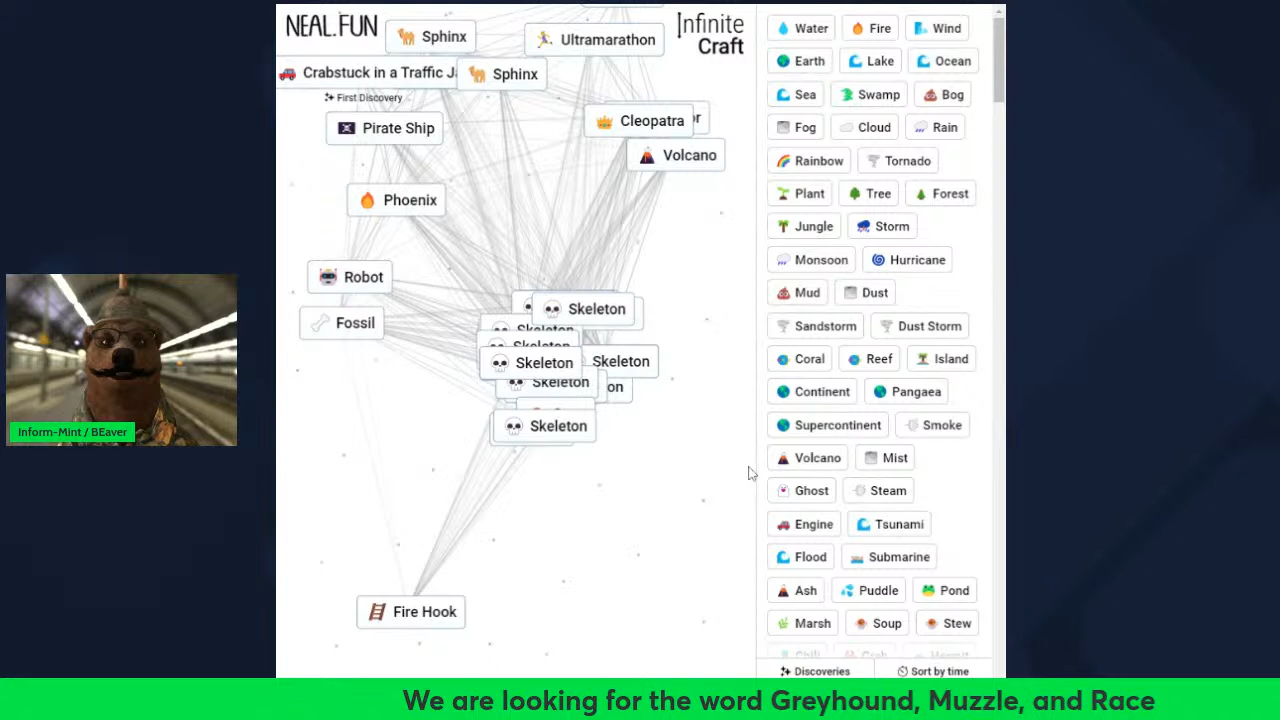 NEAL.FUN
Infinite
Craft
Sphinx
Ultramarathon
Crabstuck in a Traffic
Sphinx
First Discovery
Pirate Ship
Cleopatra
Volcano
Phoenix
Robot
Fossil
Skeleton
Skeleton
Skeleton
Skeleton
Skeleton
Skeleton
Skeleton
Fire Hook
Water Fire Wind
Earth Lake Ocean
Sea Swamp Bog
Fog Cloud Rain
Rainbow Tornado
Plant Tree Forest
Jungle Storm
Monsoon Hurricane
Mud Dust
Sandstorm Dust Storm
Coral Reef Island
Continent Pangaea
Supercontinent Smoke
Volcano Mist
Ghost Steam
Engine Tsunami
Flood Submarine
Ash Puddle Pond
Marsh Soup Stew
Discoveries Sort by time
Inform-Mint / BEaver
We are looking for the word Greyhound, Muzzle, and Race